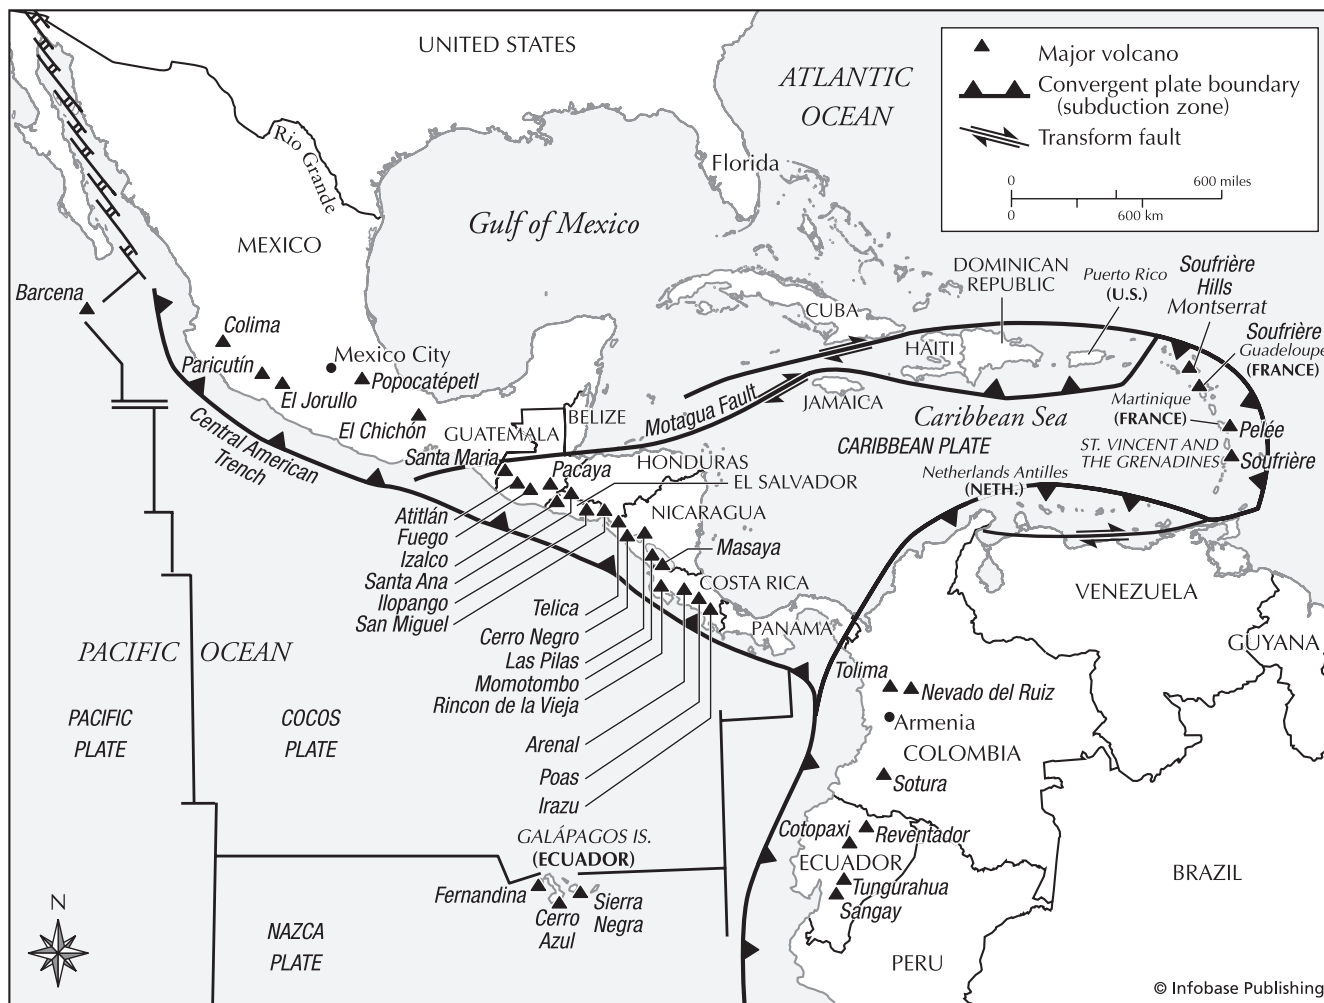 UNITED STATES
ATLANTIC
OCEAN
Major volcano
Convergent plate boundary
(subduction zone)
Transform fault
0
600 miles
0
600 km
Rio Grande
Florida
Gulf of Mexico
MEXICO
DOMINICAN
REPUBLIC
Puerto Rico
(U.S.)
Soufrière
Hills
Montserrat
Barcena
CUBA
Colima
HAITI
Soufrière
Guadeloupe
(FRANCE)
Mexico City
Paricutín
Popocatépetl
El Jorullo
JAMAICA
Caribbean Sea
Martinique
(FRANCE)
Motagua Fault
BELIZE
El Chichón
GUATEMALA
CARIBBEAN PLATE
Pelée
ST. VINCENT AND
THE GRENADINES
Central American
Trench
Santa Maria
Pacaya
HONDURAS
EL SALVADOR
Netherlands Antilles
(NETH.)
Soufrière
Atitlán
Fuego
Izalco
Santa Ana
Ilopango
San Miguel
NICARAGUA
Masaya
COSTA RICA
VENEZUELA
Telica
Cerro Negro
Las Pilas
Momotombo
Rincon de la Vieja
PANAMA
GUYANA
PACIFIC OCEAN
Tolima
Nevado del Ruiz
PACIFIC
PLATE
COCOS
PLATE
Armenia
COLOMBIA
Arenal
Poas
Irazu
Sotura
GALÁPAGOS IS.
(ECUADOR)
Cotopaxi
Reventador
ECUADOR
BRAZIL
Fernandina
Cerro
Azul
Sierra
Negra
Tungurahua
Sangay
N
NAZCA
PLATE
PERU
© Infobase Publishing